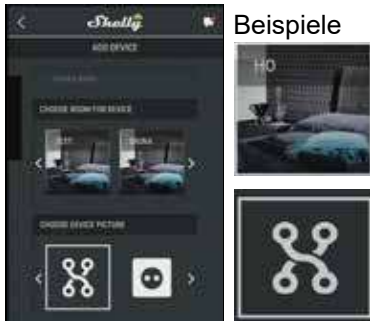 Shelly
ADD DEVICE
CHOOSE ROOM FOR DEVICE
CHOOSE DEVICE PICTURE
Beispiele
HO